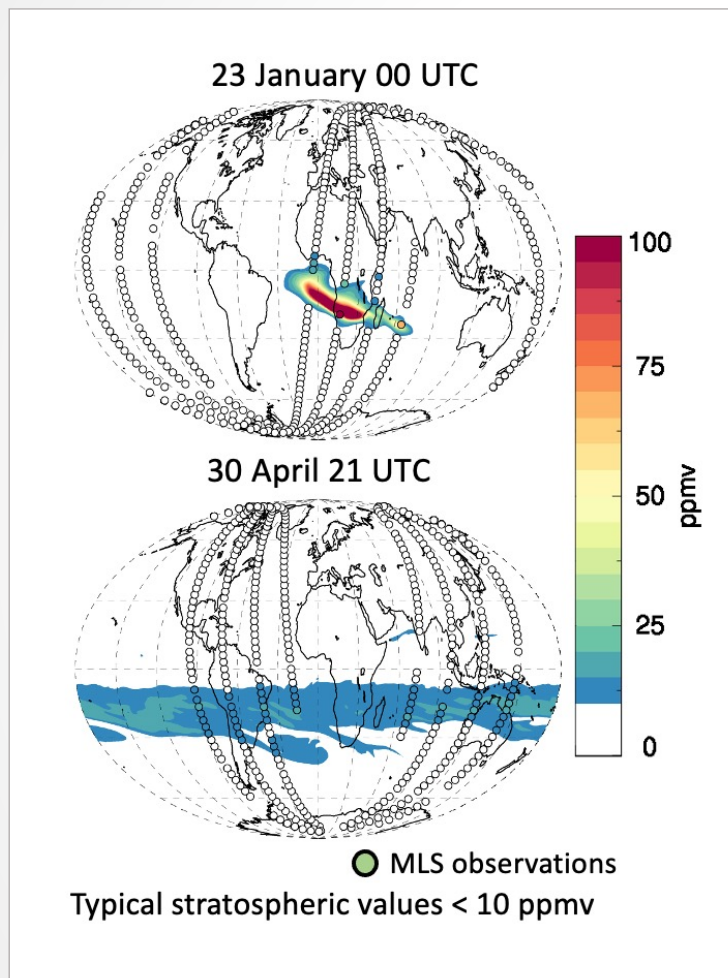 23 January 00 UTC
100
75
50
ppmv
25
0
30 April 21 UTC
MLS observations
Typical stratospheric values < 10 ppmv